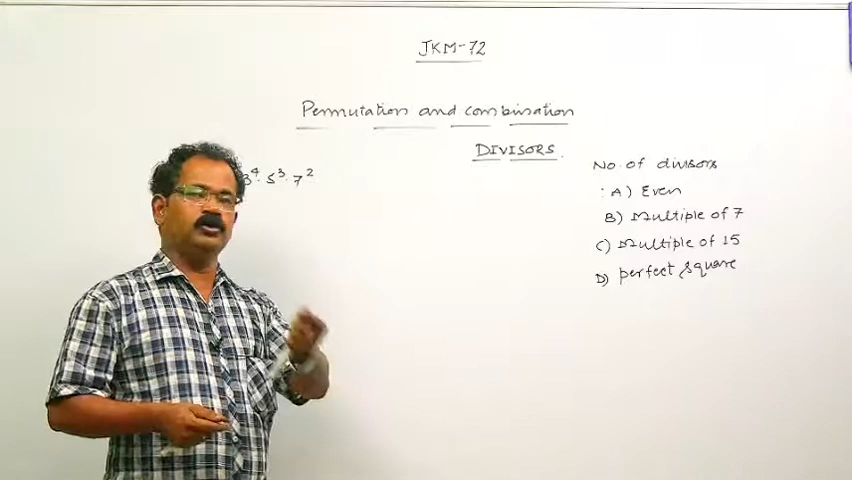 JKM-72
Permutation and combination
DIVISORS.
3⁴. 5³. 7²
No. of divisors
: A) Even
B) Multiple of 7
C) Multiple of 15
D) perfect square